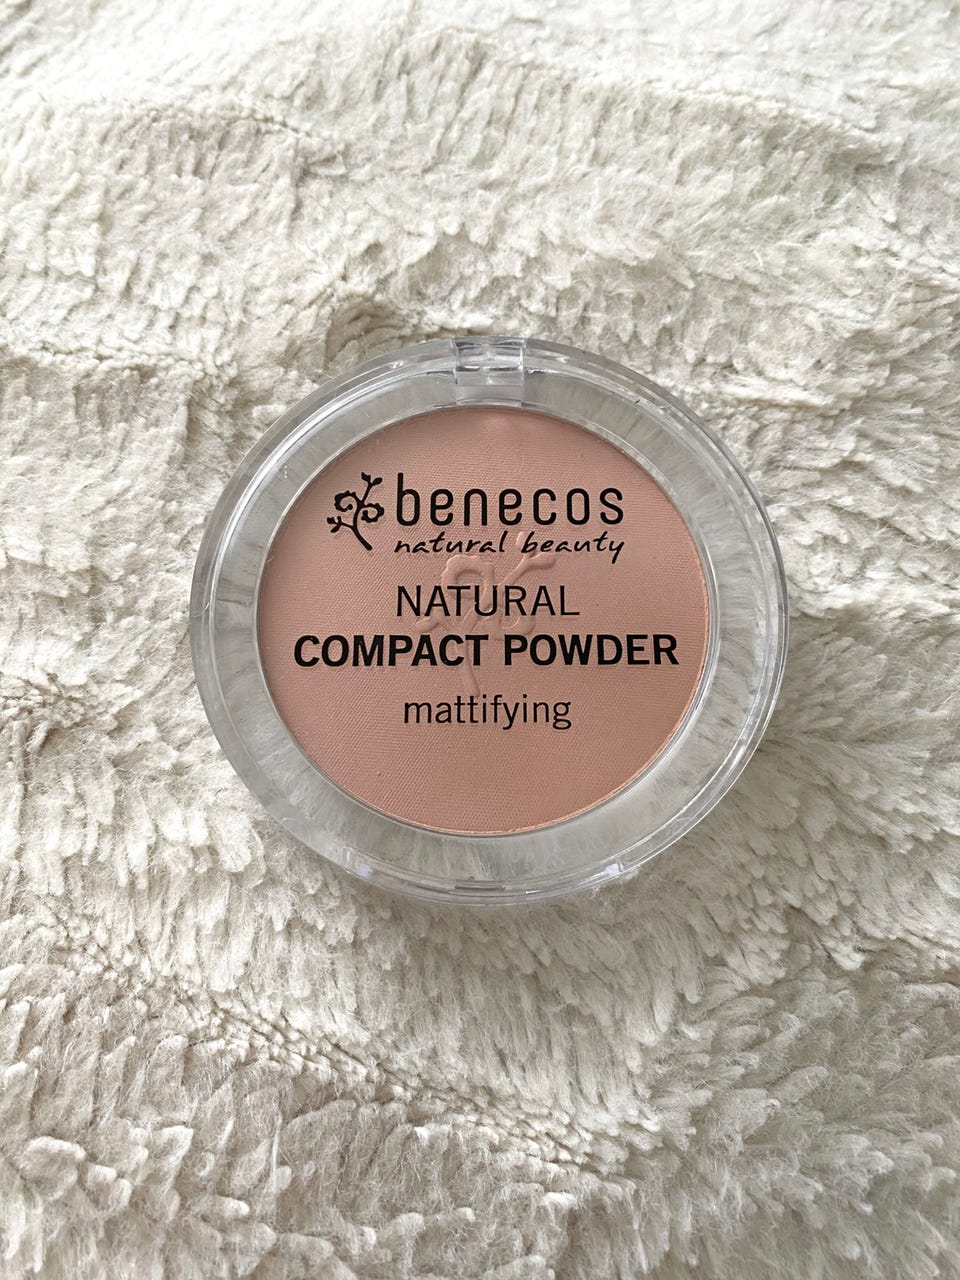 benecos
natural beauty
NATURAL
COMPACT POWDER
mattifying